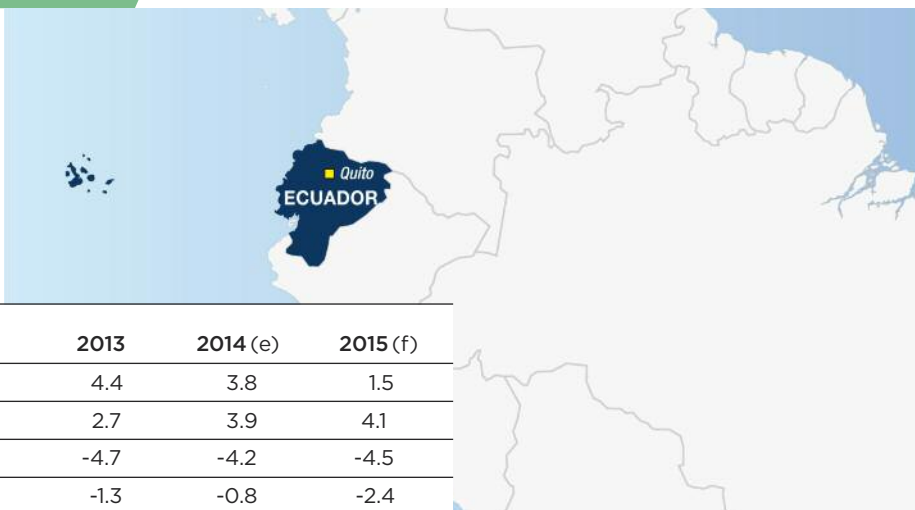 Quito
ECUADOR
2013 2014 (e) 2015 (f)
4.4 3.8 1.5
2.7 3.9 4.1
-4.7 -4.2 -4.5
-1.3 -0.8 -2.4